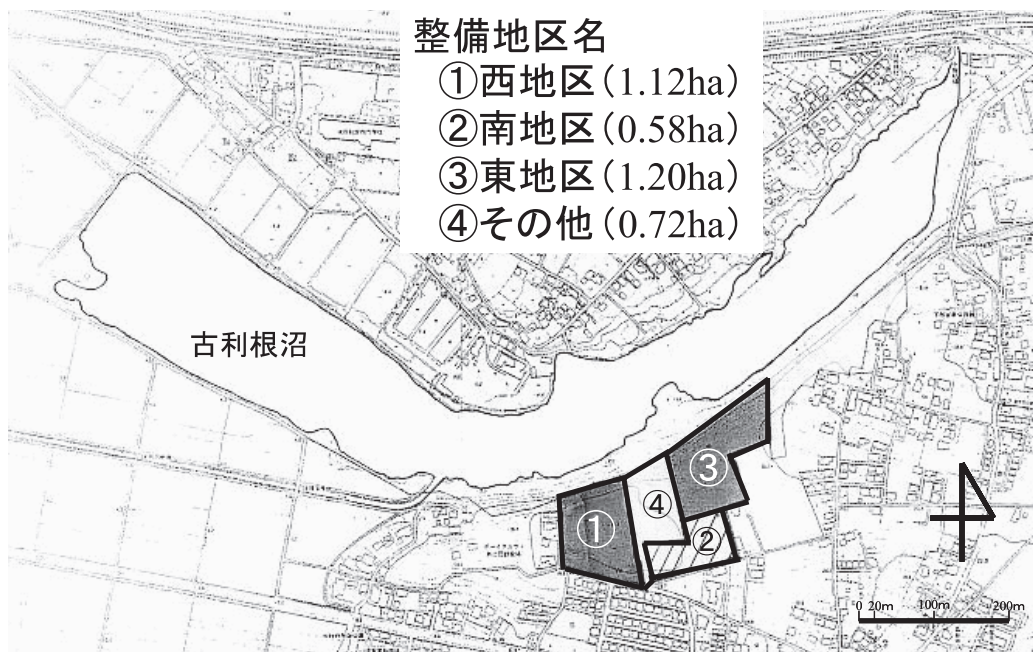 整備地区名
①西地区(1.12ha)
②南地区(0.58ha)
③東地区(1.20ha)
④その他(0.72ha)
古利根沼
③
④
①
②
0 20m 100m 200m